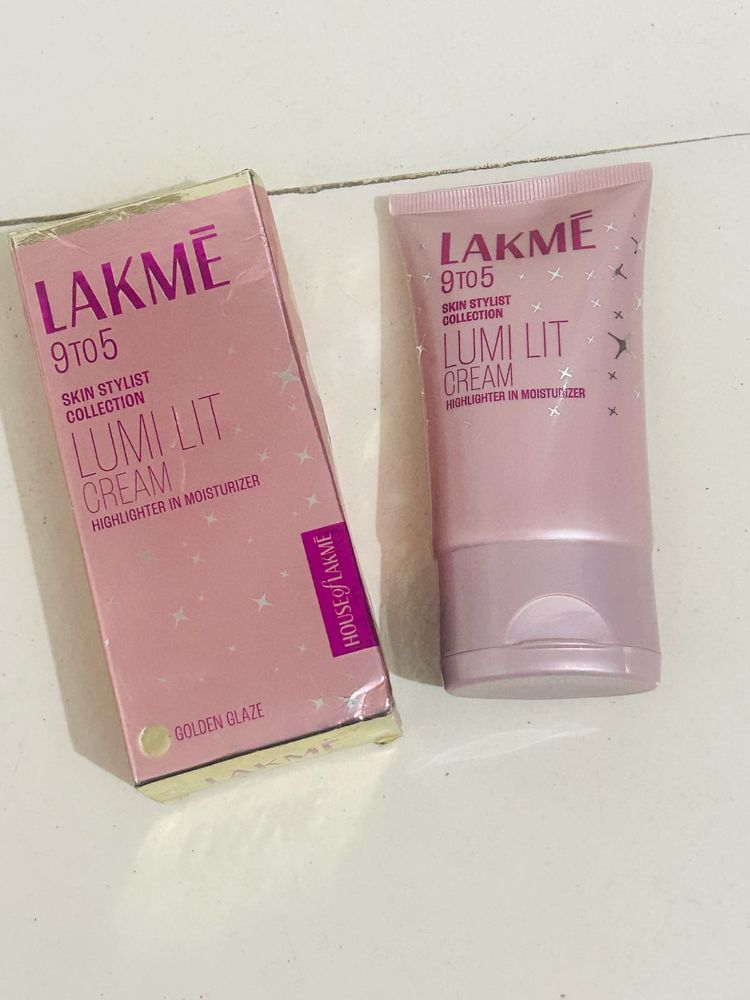 LAKMĒ
9TO5
SKIN STYLIST
COLLECTION
LUMI LIT
CREAM
HIGHLIGHTER IN MOISTURIZER
HOUSE of LAKMĒ
GOLDEN GLAZE
LAKMĒ
LAKMĒ
9TO5
SKIN STYLIST
COLLECTION
LUMI LIT
CREAM
HIGHLIGHTER IN MOISTURIZER